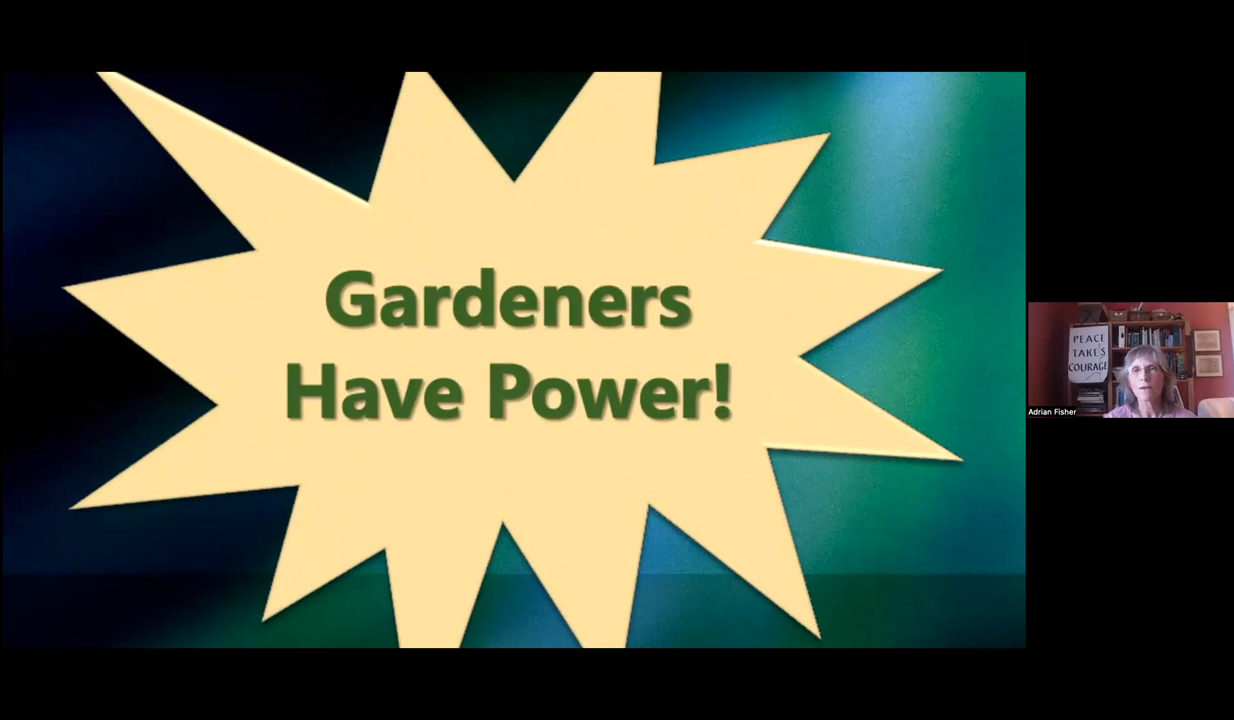 Gardeners
Have Power!
PEACE
TAKES
COURAGE
Adrian Fisher